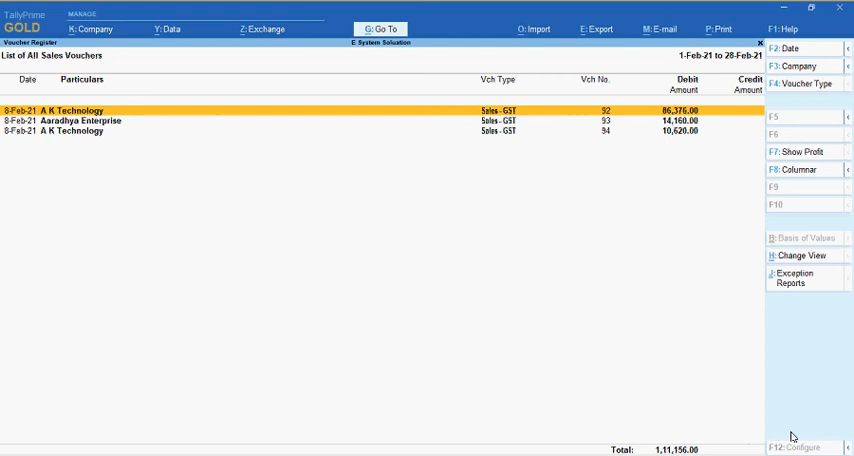 TallyPrime
GOLD
MANAGE
K: Company
Y: Data
Z: Exchange
G: Go To
O: Import
E: Export
M: E-mail
P: Print
F1: Help
Voucher Register
E System Soluation
List of All Sales Vouchers
1-Feb-21 to 28-Feb-21
Date Particulars Vch Type Vch No. Debit Credit
Amount Amount
8-Feb-21 A K Technology Sales - GST 92 86,376.00
8-Feb-21 Aaradhya Enterprise Sales - GST 93 14,160.00
8-Feb-21 A K Technology Sales - GST 94 10,620.00
Total: 1,11,156.00
F2: Date
F3: Company
F4: Voucher Type
F5
F6
F7: Show Profit
F8: Columnar
F9
F10
B: Basis of Values
H: Change View
J: Exception
Reports
F12: Configure